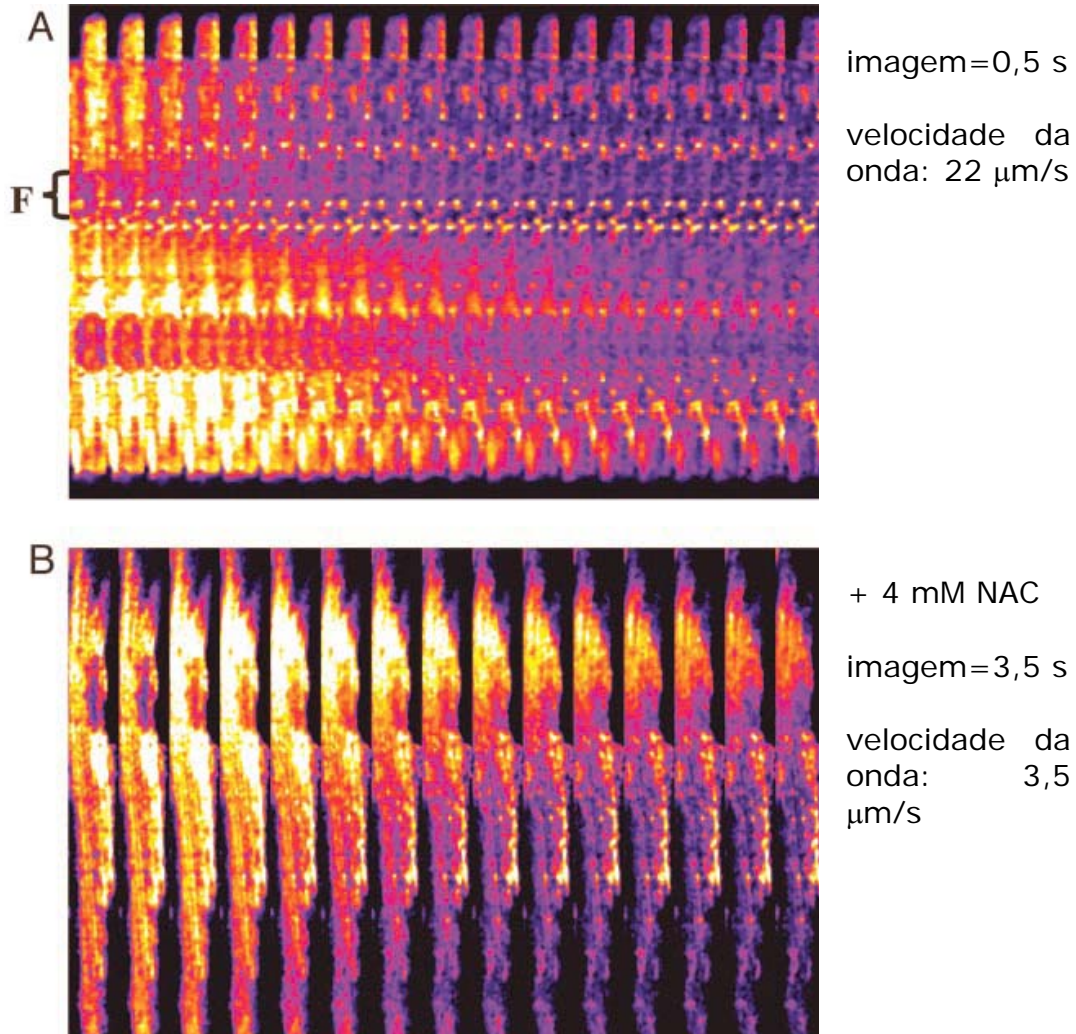 A
imagem=0,5 s
velocidade da
onda: 22 μm/s
F
B
+ 4 mM NAC
imagem=3,5 s
velocidade da
onda: 3,5
μm/s